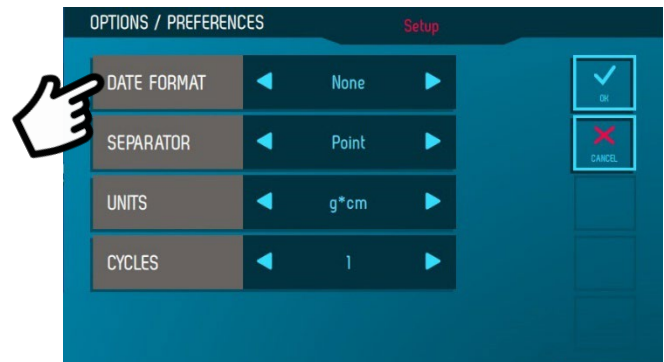 OPTIONS / PREFERENCES
Setup
DATE FORMAT
None
OK
SEPARATOR
Point
CANCEL
UNITS
g*cm
CYCLES
1